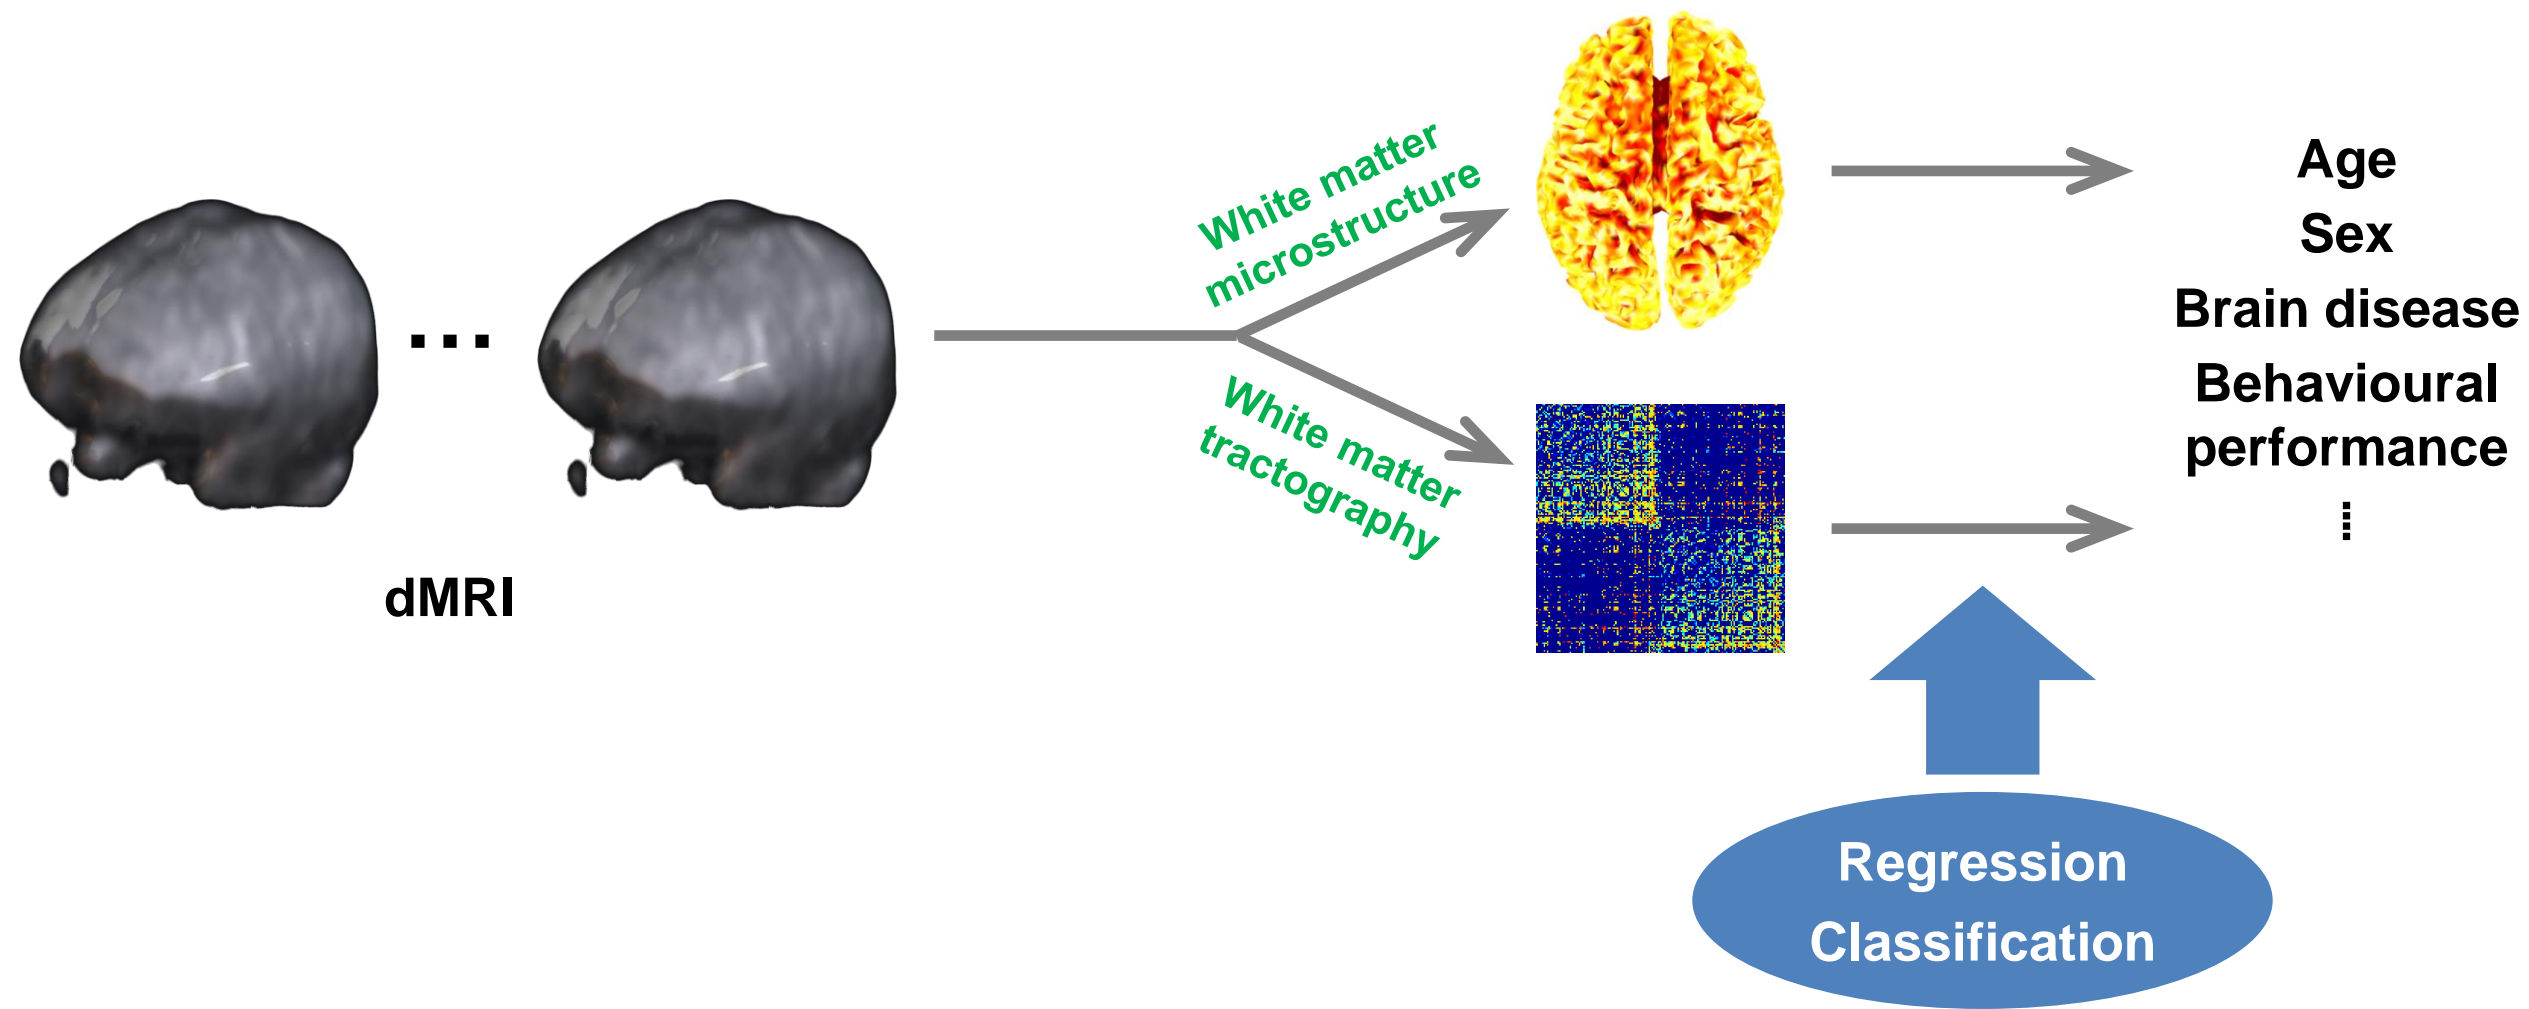 ...
dMRI
White matter
microstructure
White matter
tractography
Age
Sex
Brain disease
Behavioural
performance
Regression
Classification